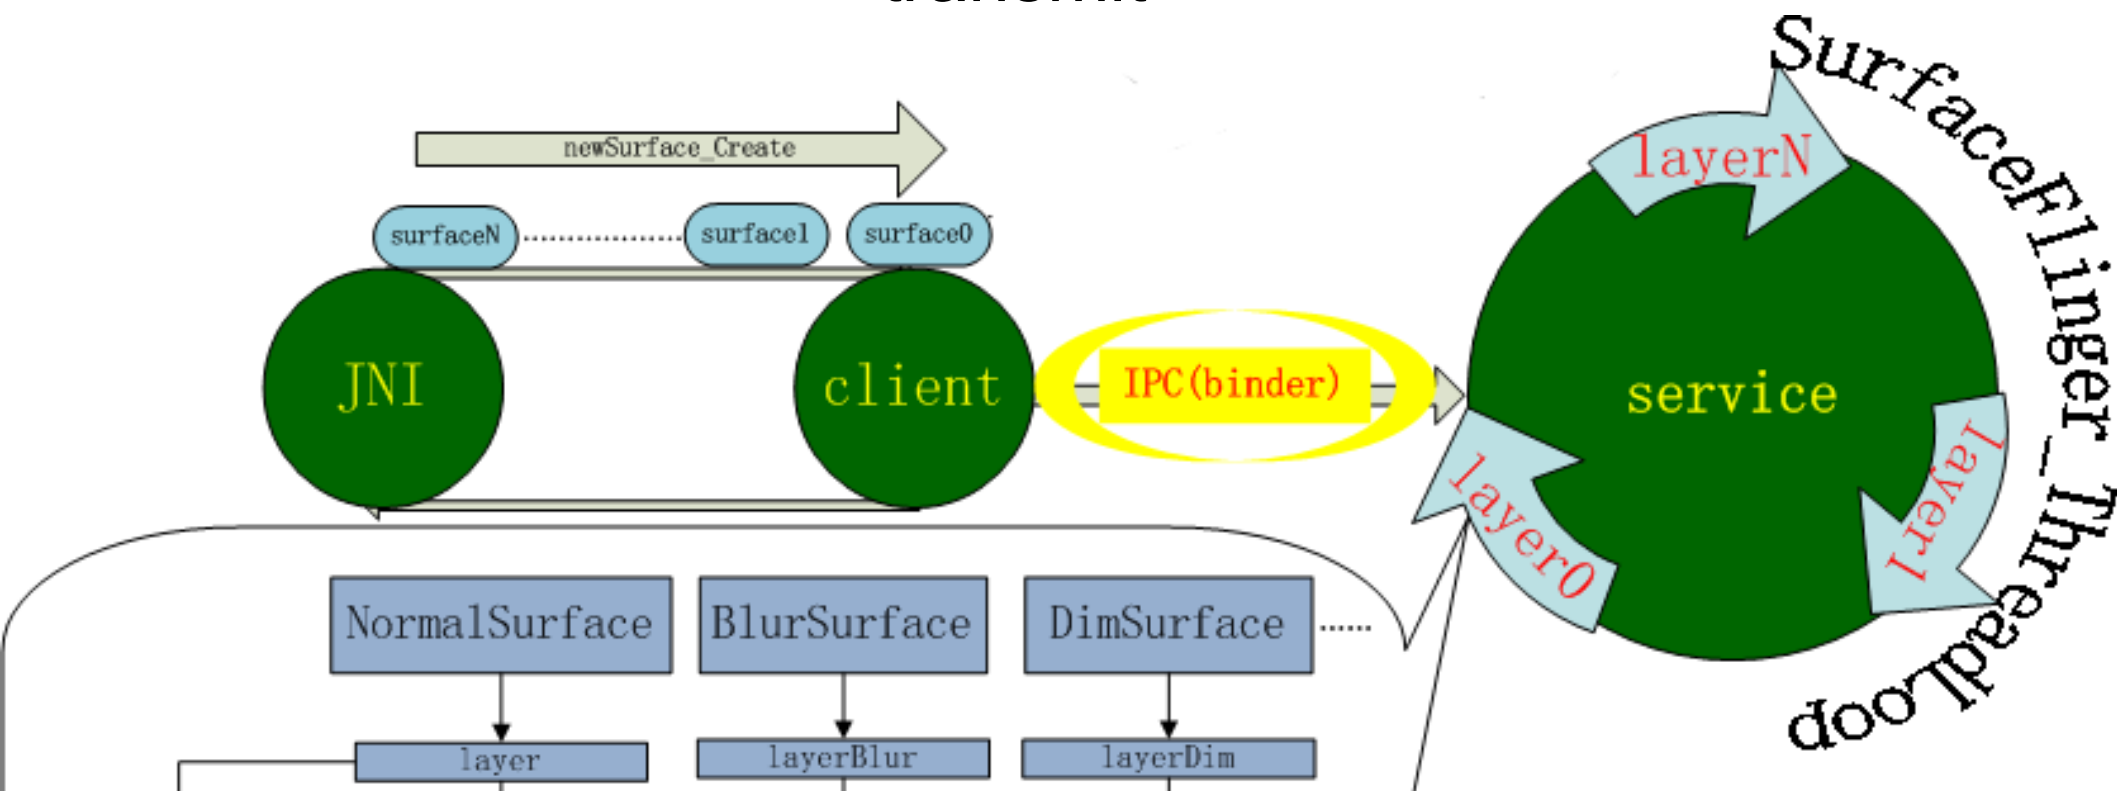 newSurface_Create
surfaceN
surface1
surface0
JNI
client
IPC(binder)
service
layerN
layer1
layer0
SurfaceFlinger_ThreadLoop
NormalSurface
BlurSurface
DimSurface
......
layer
layerBlur
layerDim